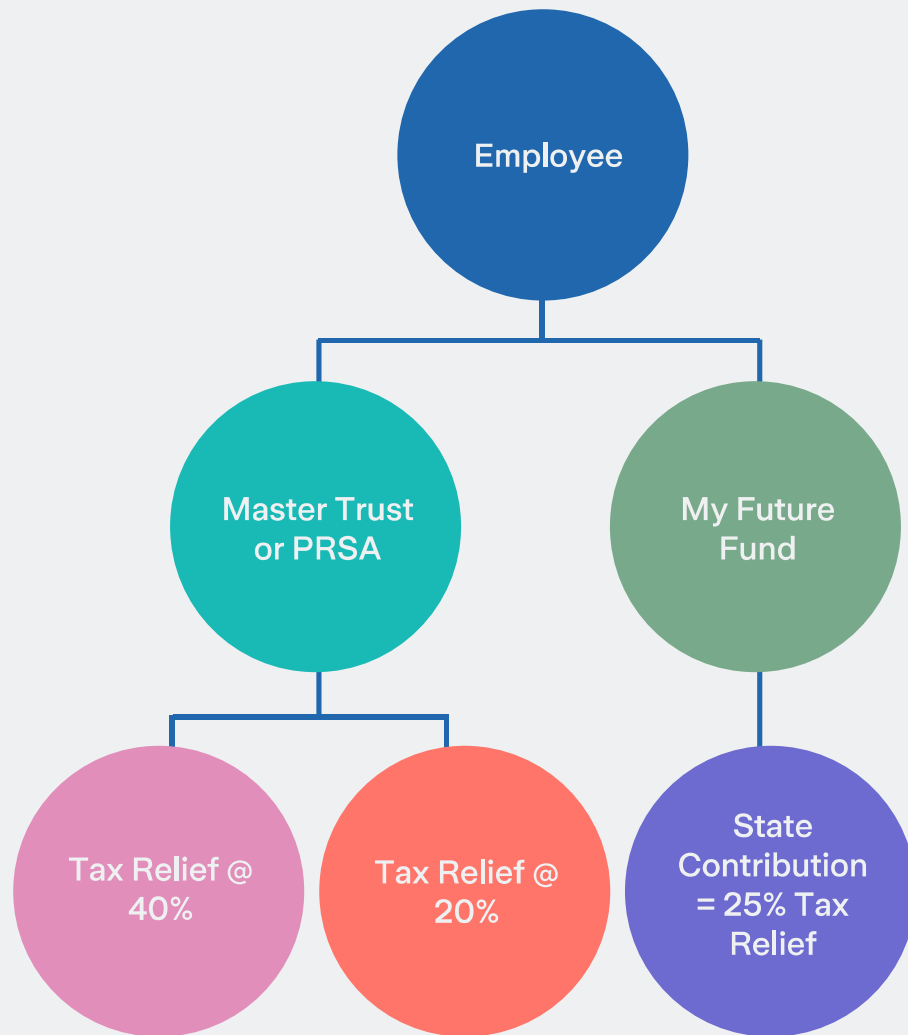 Employee
Master Trust
or PRSA
My Future
Fund
Tax Relief @
40%
Tax Relief @
20%
State
Contribution
= 25% Tax
Relief